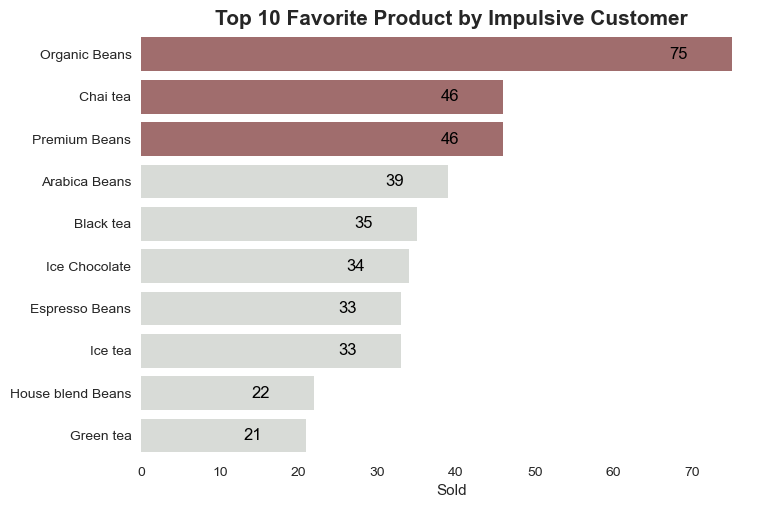 Top 10 Favorite Product by Impulsive Customer
Organic Beans 75
Chai tea 46
Premium Beans 46
Arabica Beans 39
Black tea 35
Ice Chocolate 34
Espresso Beans 33
Ice tea 33
House blend Beans 22
Green tea 21
0 10 20 30 40 50 60 70
Sold